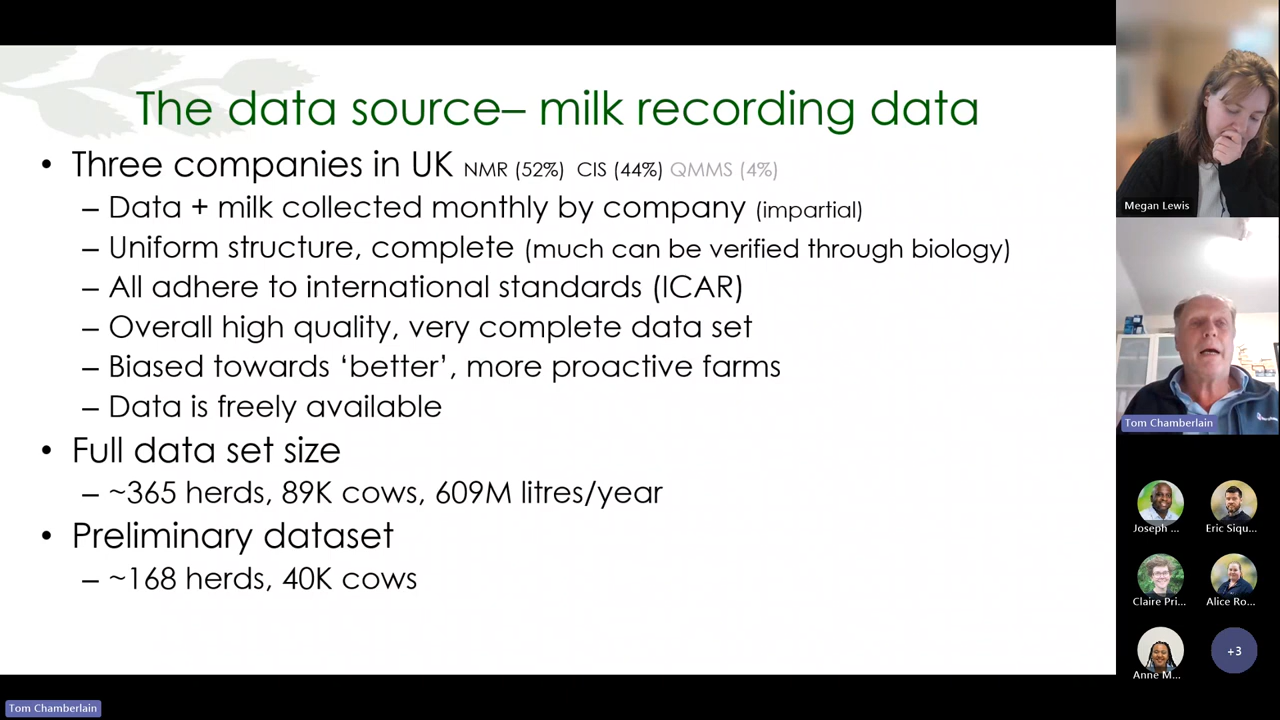 The data source– milk recording data
• Three companies in UK NMR (52%) CIS (44%) QMMS (4%)
– Data + milk collected monthly by company (impartial)
– Uniform structure, complete (much can be verified through biology)
– All adhere to international standards (ICAR)
– Overall high quality, very complete data set
– Biased towards ‘better’, more proactive farms
– Data is freely available
• Full data set size
– ~365 herds, 89K cows, 609M litres/year
• Preliminary dataset
– ~168 herds, 40K cows
Megan Lewis
Tom Chamberlain
Joseph ...
Eric Siqu...
Claire Pri...
Alice Ro...
Anne M...
+3
Tom Chamberlain